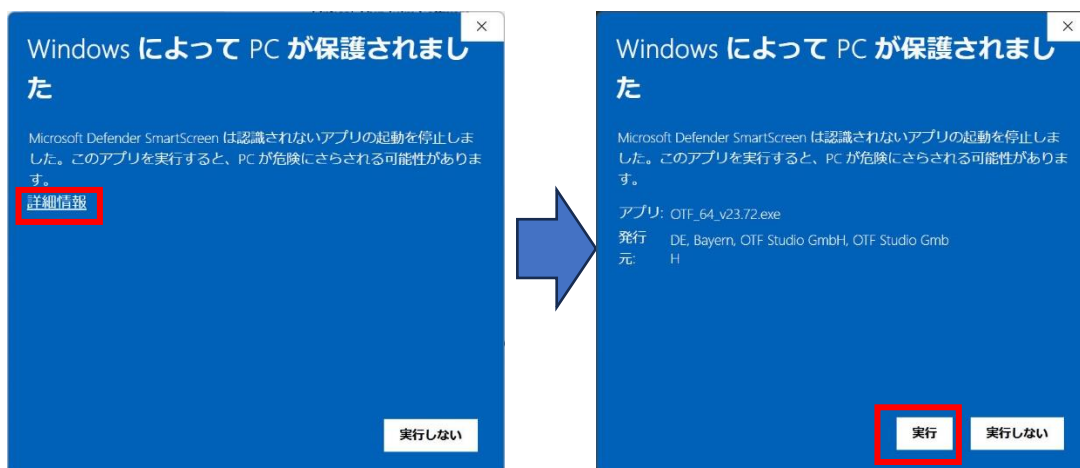 Windows によって PC が保護されまし
た
Microsoft Defender SmartScreen は認識されないアプリの起動を停止しま
した。このアプリを実行すると、PC が危険にさらされる可能性がありま
す。
詳細情報
実行しない
Windows によって PC が保護されまし
た
Microsoft Defender SmartScreen は認識されないアプリの起動を停止しま
した。このアプリを実行すると、PC が危険にさらされる可能性がありま
す。
アプリ: OTF_64_v23.72.exe
発行 DE, Bayern, OTF Studio GmbH, OTF Studio Gmb
元: H
実行 実行しない